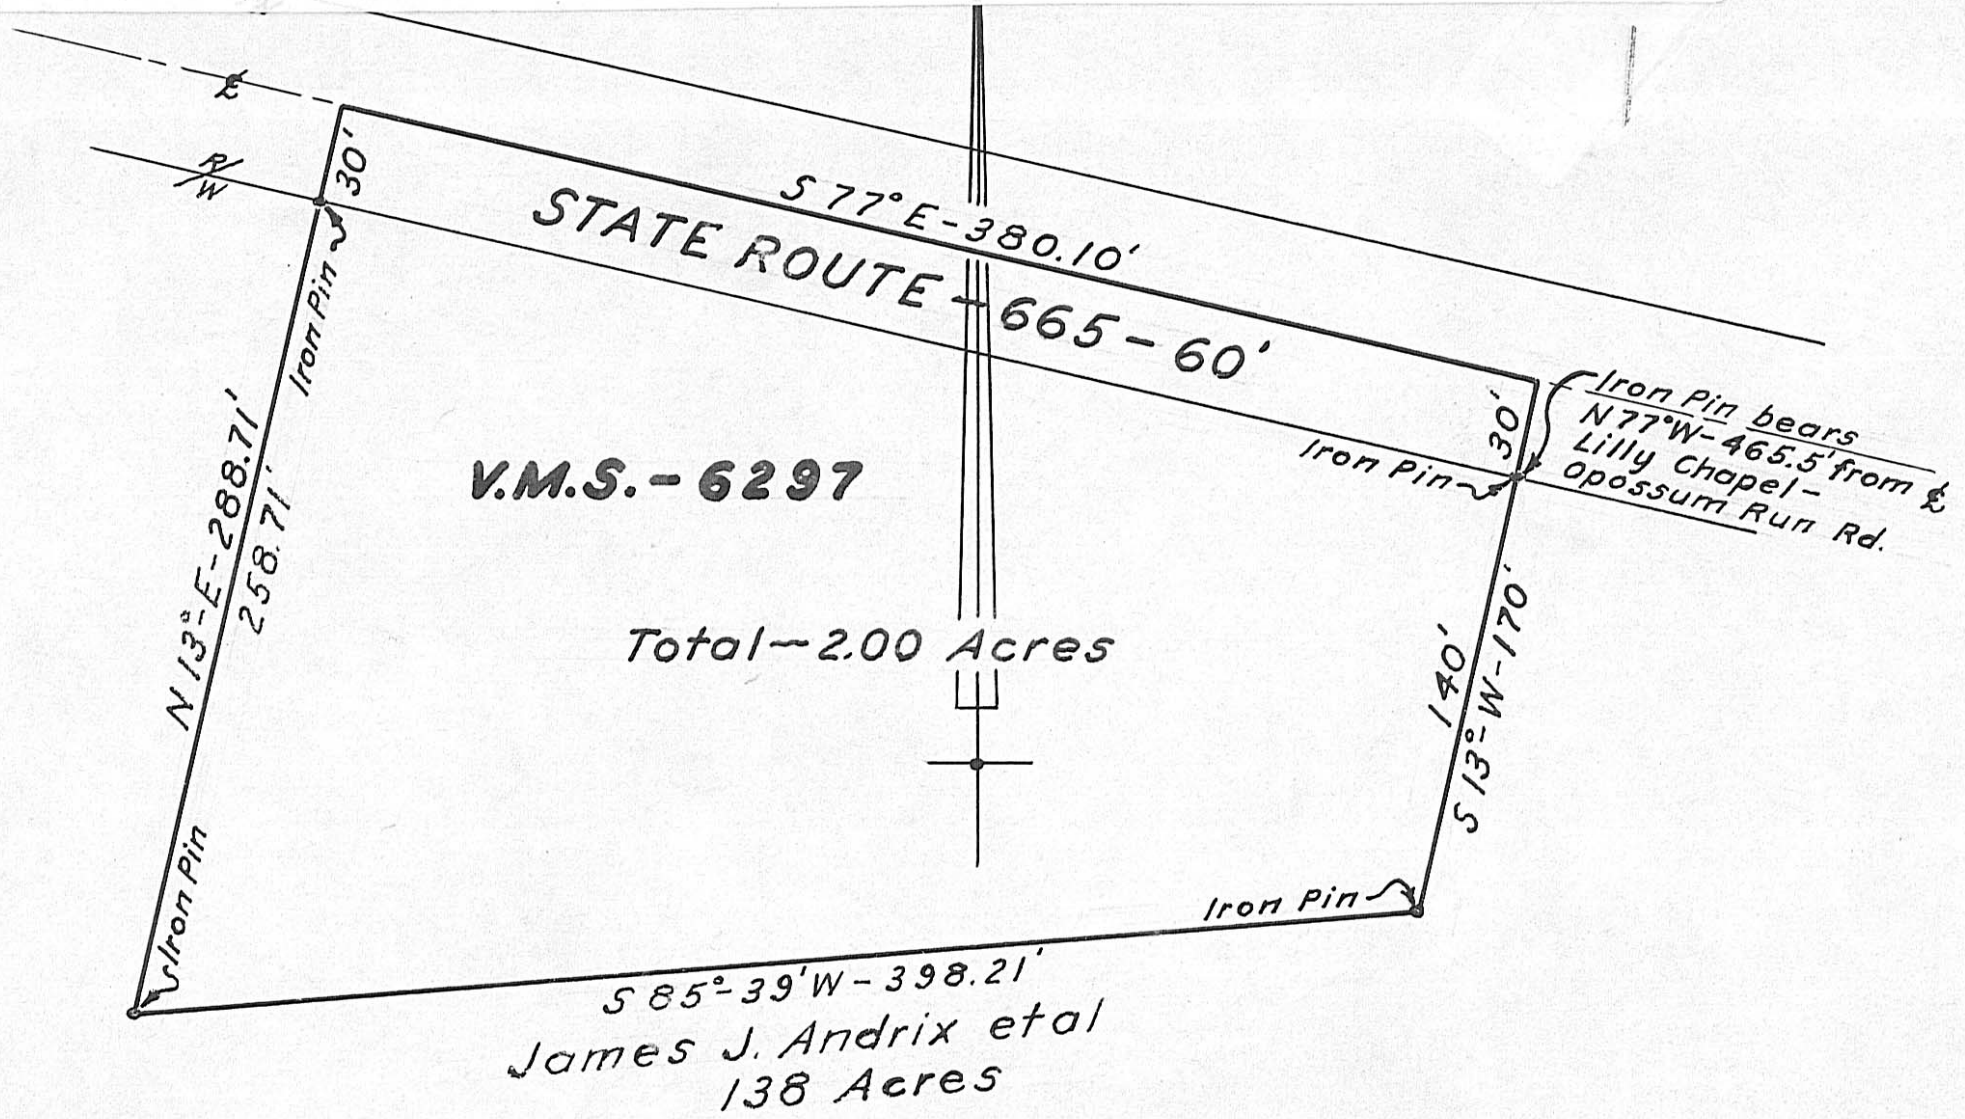 ℄
R/W
30'
S 77° E - 380.10'
STATE ROUTE - 665 - 60'
Iron Pin
N 13° - E - 288.71'
258.71'
V.M.S. - 6297
30'
Iron Pin
Iron Pin bears
N 77° W - 465.5' from ℄
Lilly Chapel -
Opossum Run Rd.
Total - 2.00 Acres
140'
S 13° - W - 170'
Iron Pin
Iron Pin
S 85° - 39' W - 398.21'
James J. Andrix et al
138 Acres